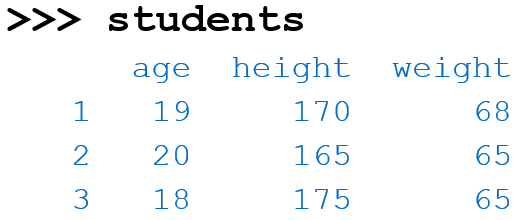 >>> students
age height weight
1 19 170 68
2 20 165 65
3 18 175 65